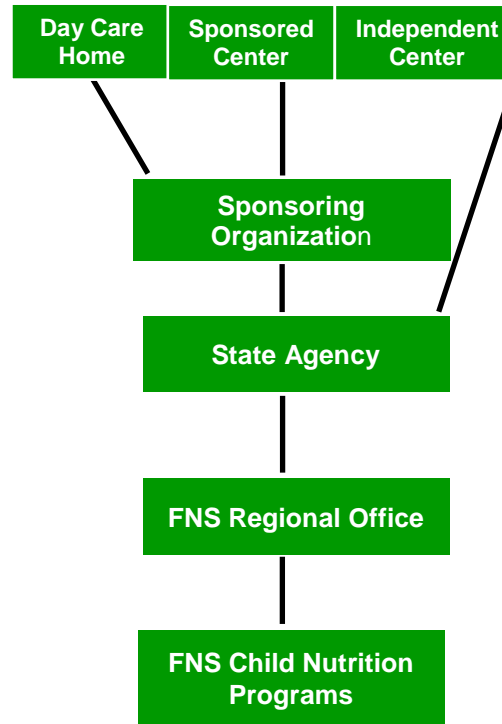 Day Care
Home
Sponsored
Center
Independent
Center
Sponsoring
Organization
State Agency
FNS Regional Office
FNS Child Nutrition
Programs